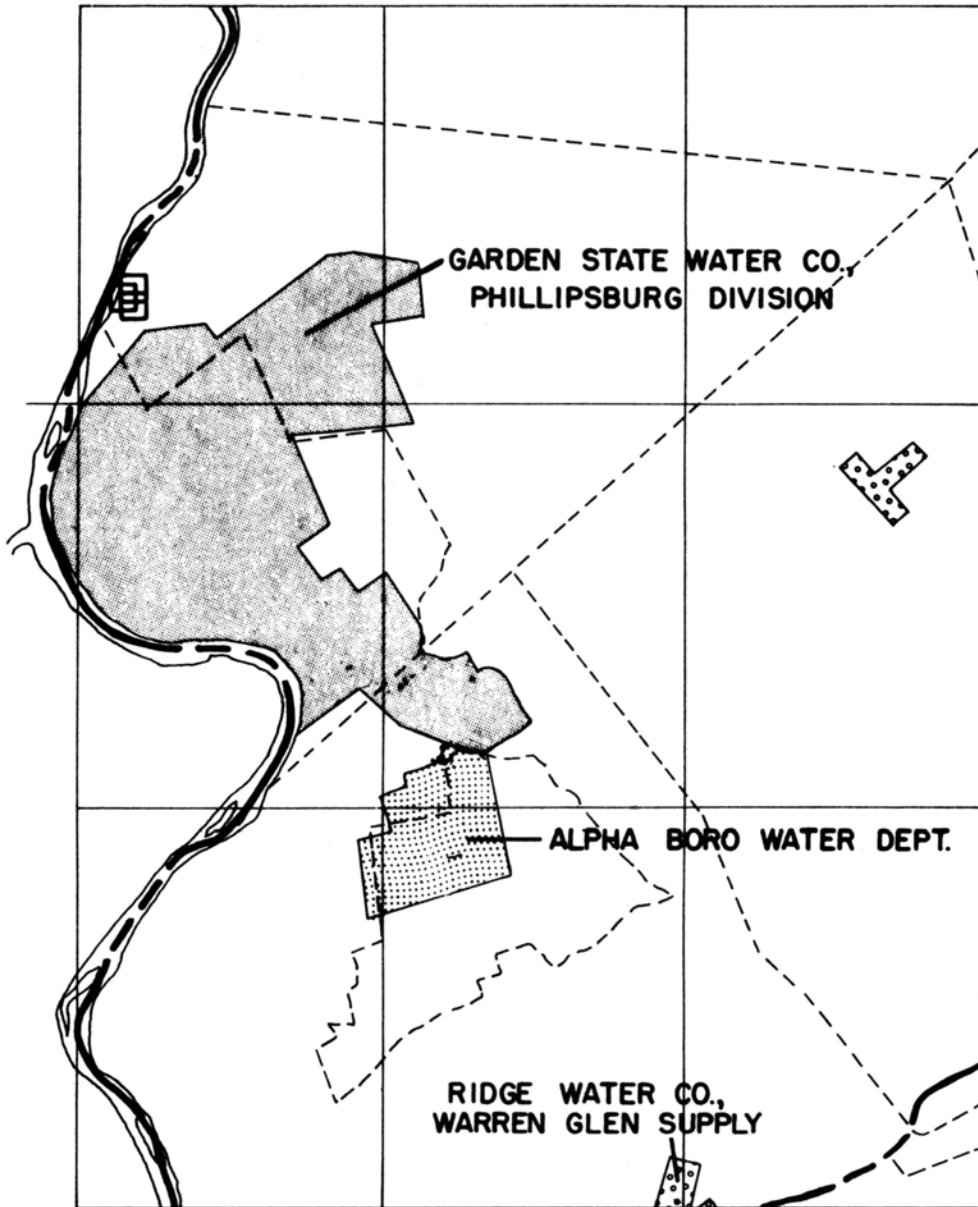 GARDEN STATE WATER CO.,
PHILLIPSBURG DIVISION
ALPHA BORO WATER DEPT.
RIDGE WATER CO.,
WARREN GLEN SUPPLY